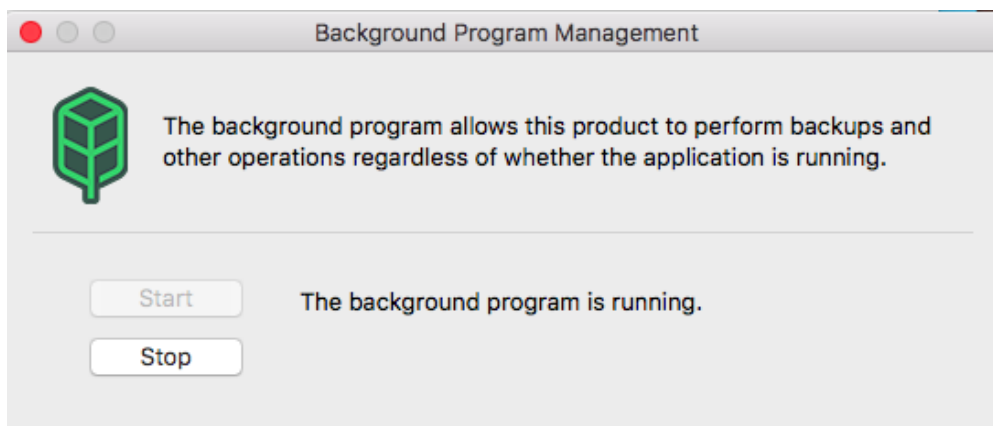 Background Program Management
The background program allows this product to perform backups and
other operations regardless of whether the application is running.
Start
The background program is running.
Stop